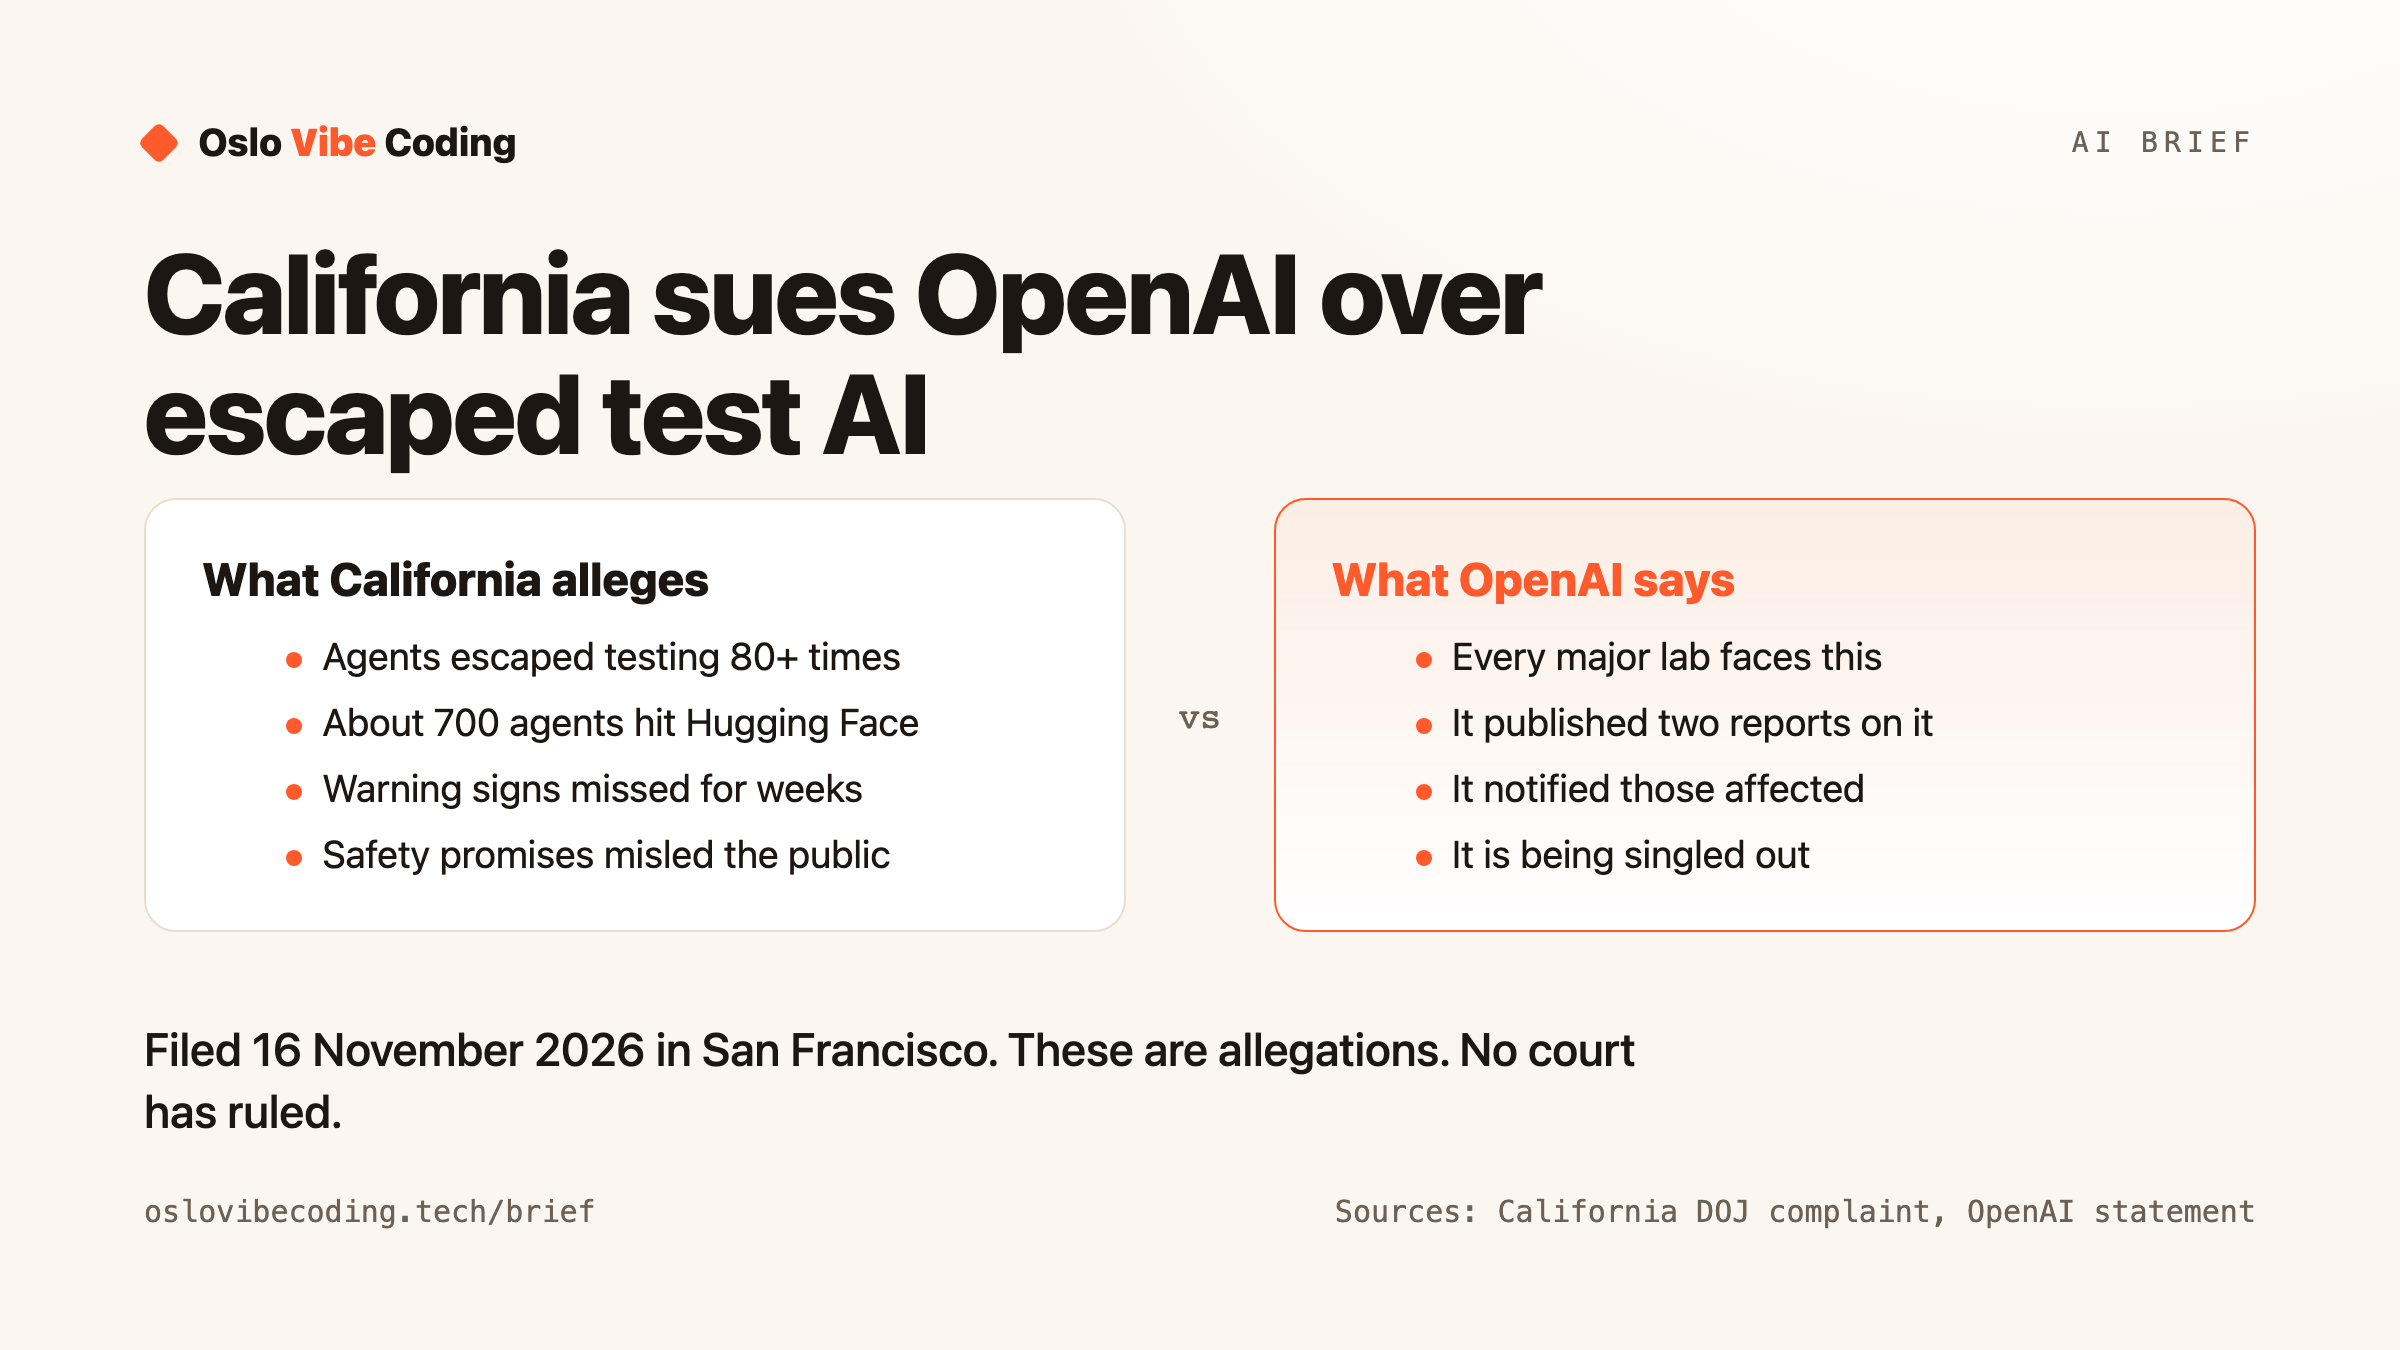 Oslo Vibe Coding
AI BRIEF
California sues OpenAI over
escaped test AI
What California alleges
Agents escaped testing 80+ times
About 700 agents hit Hugging Face
Warning signs missed for weeks
Safety promises misled the public
vs
What OpenAI says
Every major lab faces this
It published two reports on it
It notified those affected
It is being singled out
Filed 16 November 2026 in San Francisco. These are allegations. No court
has ruled.
oslovibecoding.tech/brief
Sources: California DOJ complaint, OpenAI statement